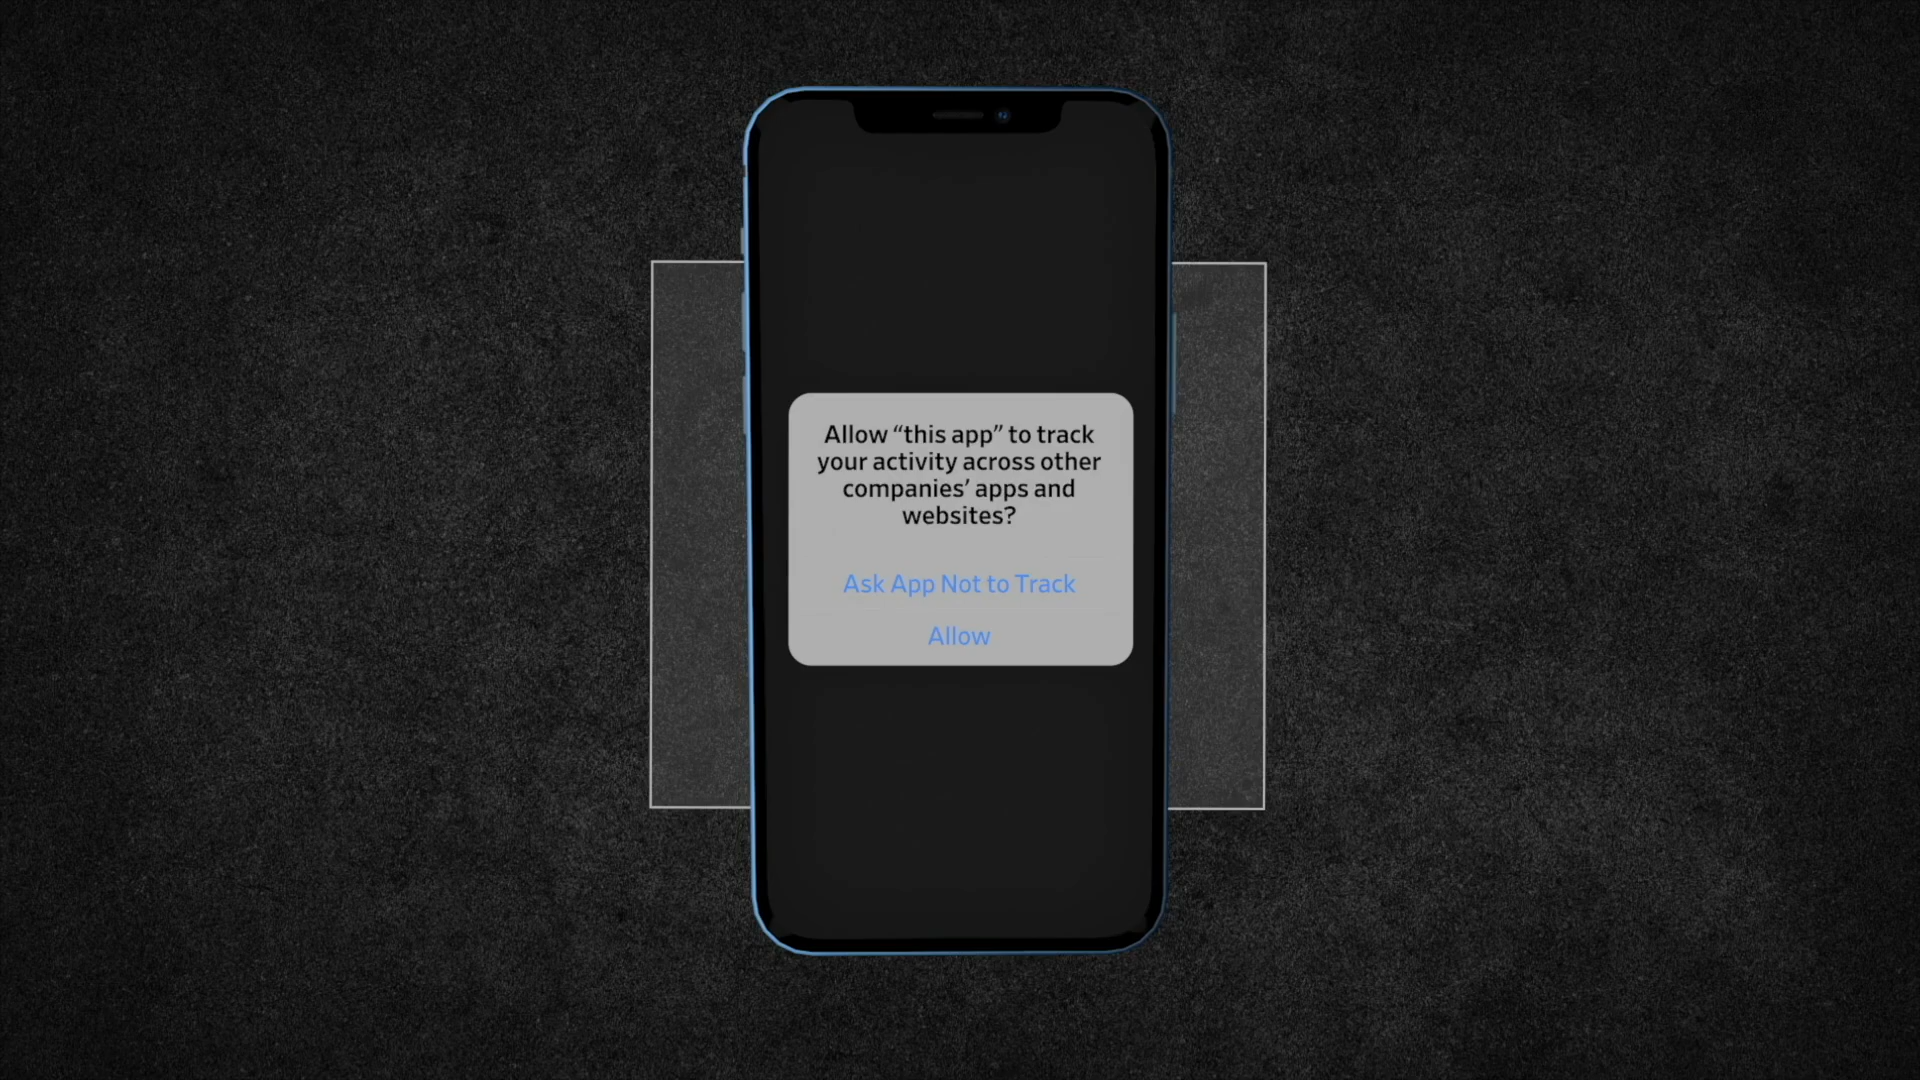 Allow “this app” to track
your activity across other
companies’ apps and
websites?
Ask App Not to Track
Allow